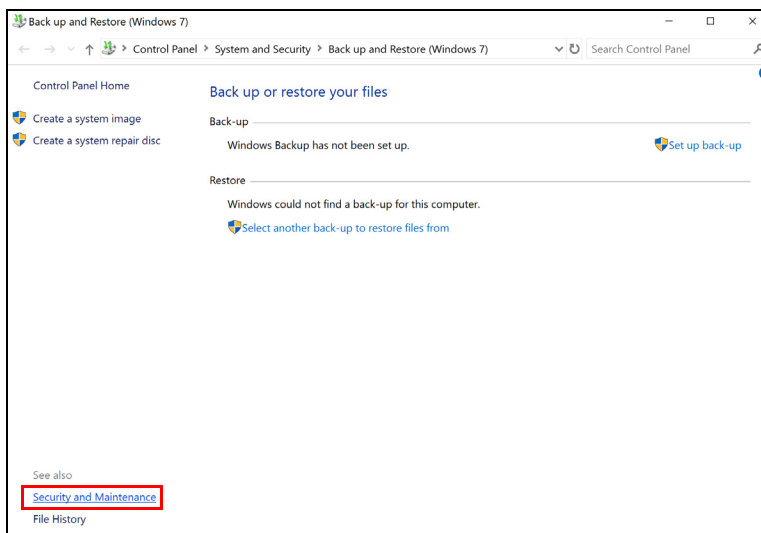 Back up and Restore (Windows 7)
Control Panel > System and Security > Back up and Restore (Windows 7)
Search Control Panel
Control Panel Home
Create a system image
Create a system repair disc
Back up or restore your files
Back-up
Windows Backup has not been set up.
Set up back-up
Restore
Windows could not find a back-up for this computer.
Select another back-up to restore files from
See also
Security and Maintenance
File History